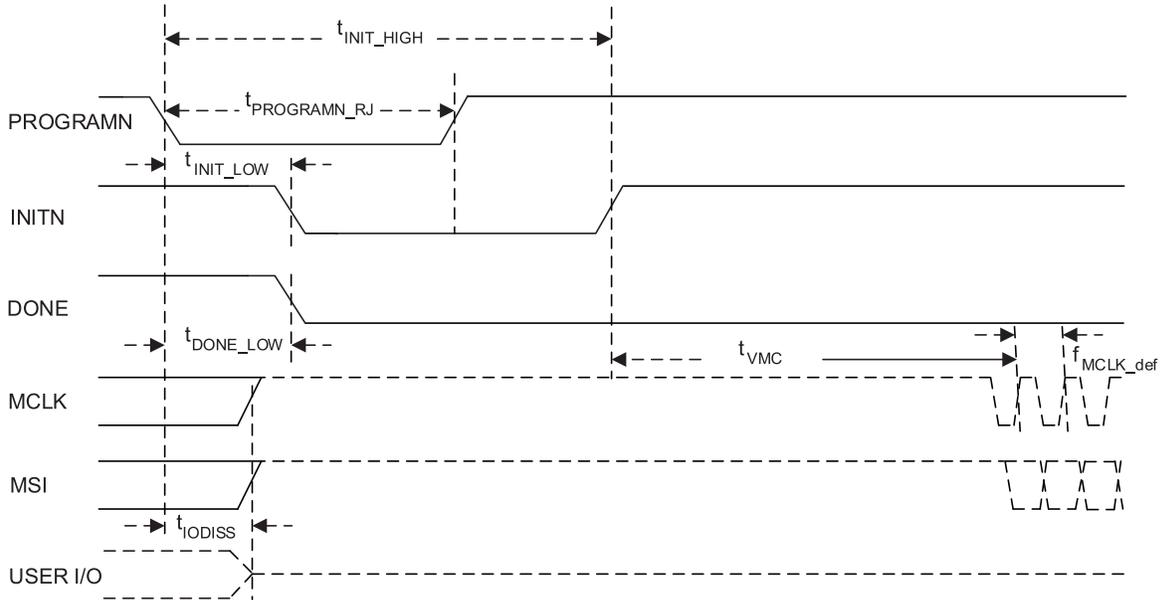 tINIT_HIGH
tPROGRAMN_RJ
PROGRAMN
tINIT_LOW
INITN
DONE
tDONE_LOW
tVMC
fMCLK_def
MCLK
MSI
tIODISS
USER I/O